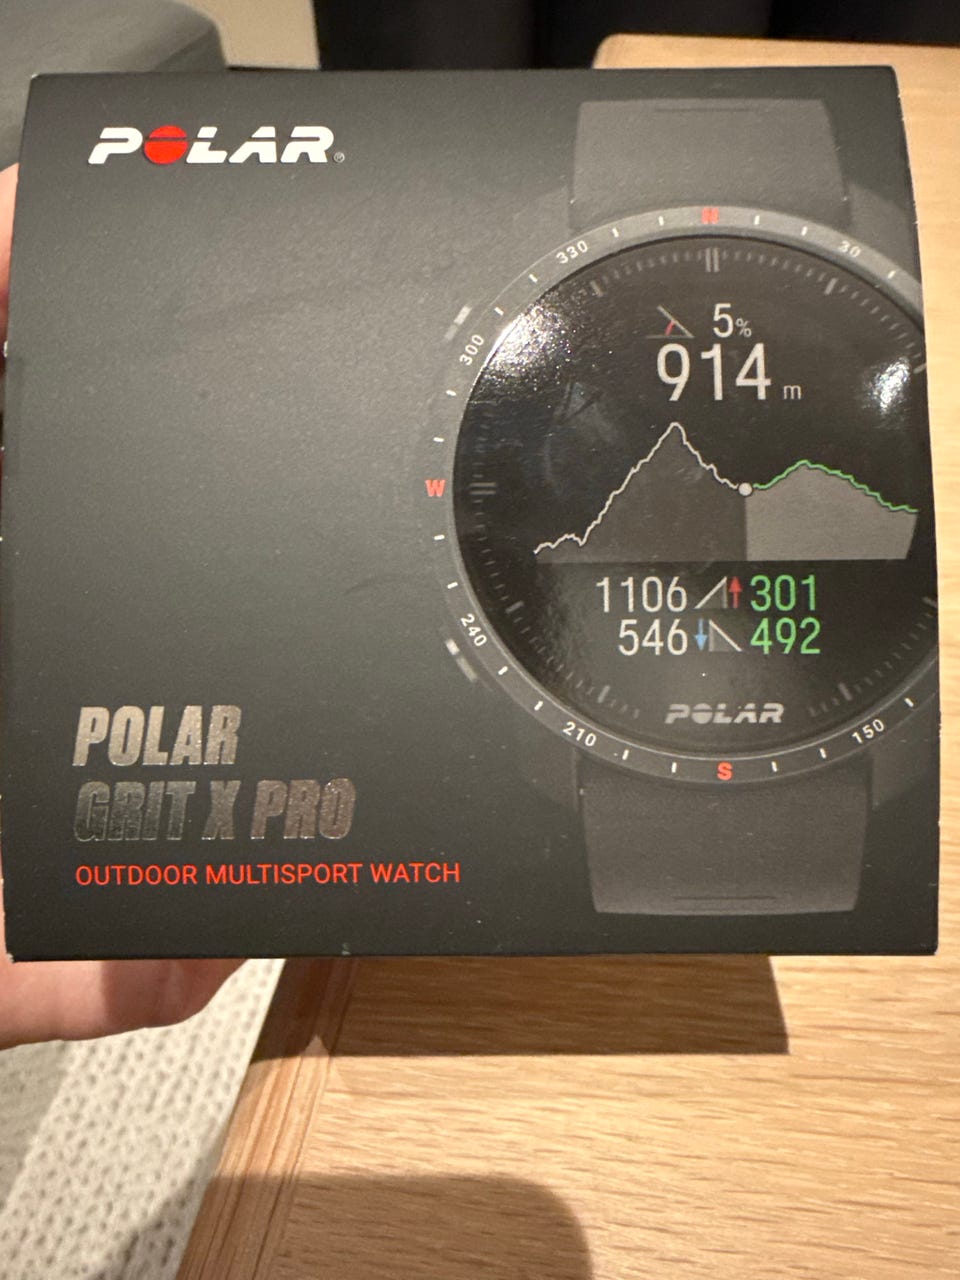 POLAR®
N
330
30
300
5%
914 m
W
1106 301
546 492
240
POLAR
210
150
S
POLAR
GRIT X PRO
OUTDOOR MULTISPORT WATCH